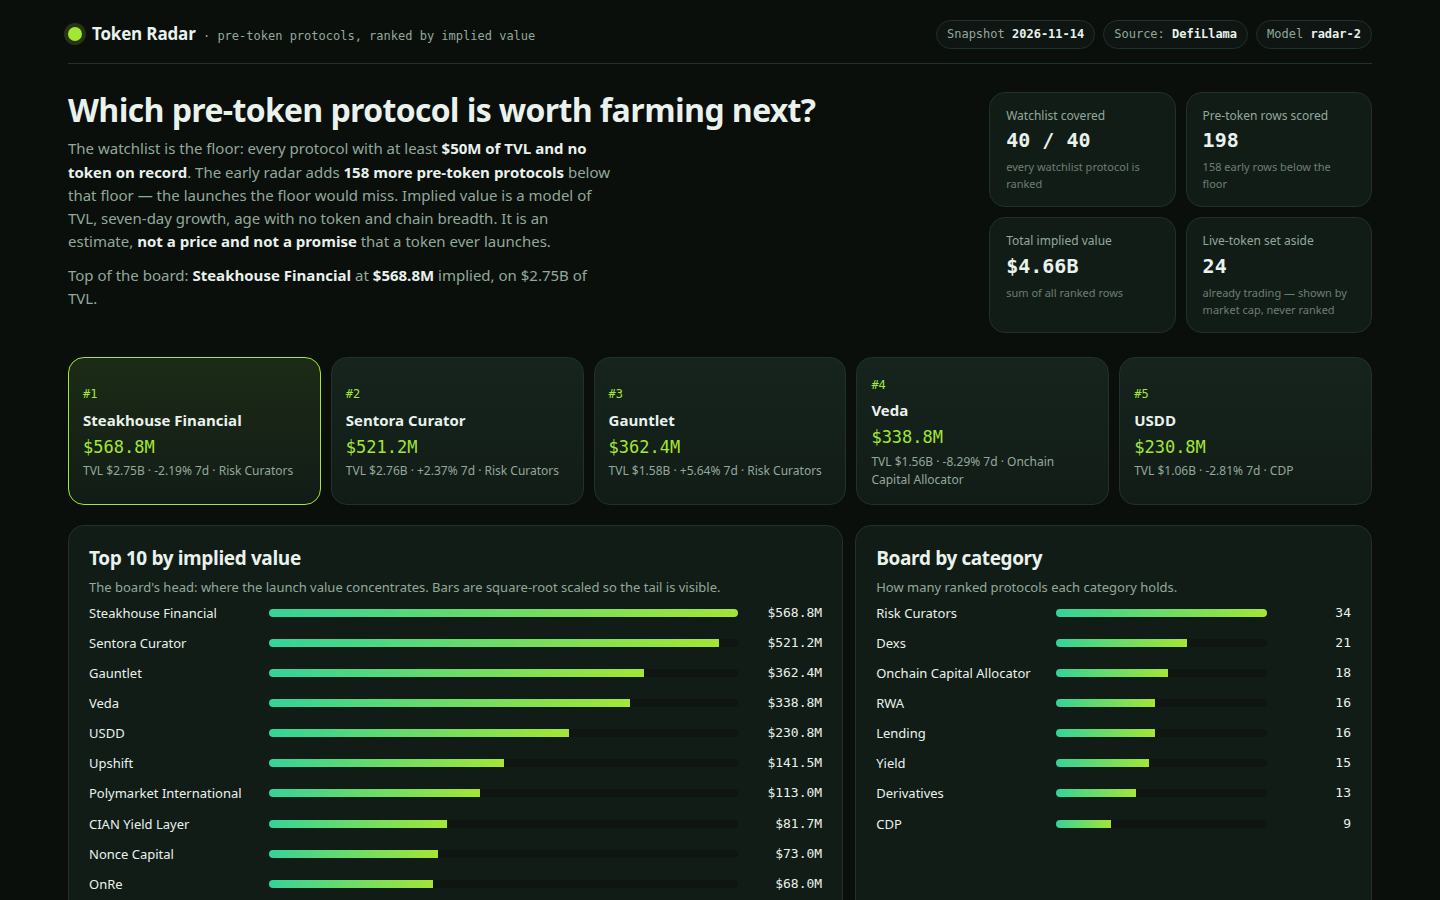 Token Radar · pre-token protocols, ranked by implied value
Snapshot 2026-11-14
Source: DefiLlama
Model radar-2
Which pre-token protocol is worth farming next?
The watchlist is the floor: every protocol with at least $50M of TVL and no
token on record. The early radar adds 158 more pre-token protocols below
that floor — the launches the floor would miss. Implied value is a model of
TVL, seven-day growth, age with no token and chain breadth. It is an
estimate, not a price and not a promise that a token ever launches.
Top of the board: Steakhouse Financial at $568.8M implied, on $2.75B of
TVL.
Watchlist covered
40 / 40
every watchlist protocol is
ranked
Pre-token rows scored
198
158 early rows below the
floor
Total implied value
$4.66B
sum of all ranked rows
Live-token set aside
24
already trading — shown by
market cap, never ranked
#1
Steakhouse Financial
$568.8M
TVL $2.75B · -2.19% 7d · Risk Curators
#2
Sentora Curator
$521.2M
TVL $2.76B · +2.37% 7d · Risk Curators
#3
Gauntlet
$362.4M
TVL $1.58B · +5.64% 7d · Risk Curators
#4
Veda
$338.8M
TVL $1.56B · -8.29% 7d · Onchain
Capital Allocator
#5
USDD
$230.8M
TVL $1.06B · -2.81% 7d · CDP
Top 10 by implied value
The board's head: where the launch value concentrates. Bars are square-root scaled so the tail is visible.
Steakhouse Financial $568.8M
Sentora Curator $521.2M
Gauntlet $362.4M
Veda $338.8M
USDD $230.8M
Upshift $141.5M
Polymarket International $113.0M
CIAN Yield Layer $81.7M
Nonce Capital $73.0M
OnRe $68.0M
Board by category
How many ranked protocols each category holds.
Risk Curators 34
Dexs 21
Onchain Capital Allocator 18
RWA 16
Lending 16
Yield 15
Derivatives 13
CDP 9